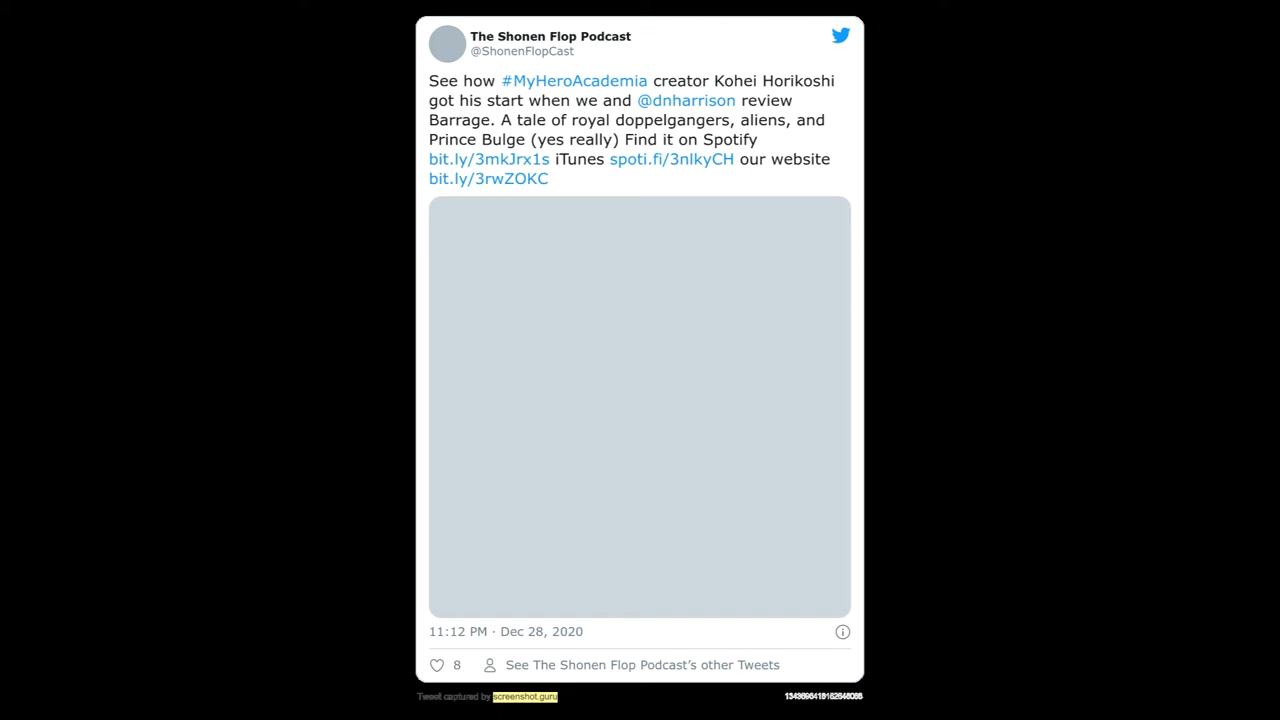 The Shonen Flop Podcast
@ShonenFlopCast
See how #MyHeroAcademia creator Kohei Horikoshi
got his start when we and @dnharrison review
Barrage. A tale of royal doppelgangers, aliens, and
Prince Bulge (yes really) Find it on Spotify
bit.ly/3mkJrx1s iTunes spoti.fi/3nlkyCH our website
bit.ly/3rwZOKC
11:12 PM · Dec 28, 2020
8 See The Shonen Flop Podcast’s other Tweets
Tweet captured by screenshot.guru